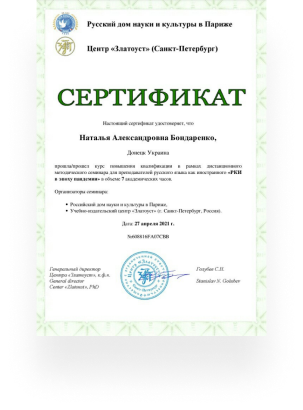 Русский дом науки и культуры в Париже
Центр «Златоуст» (Санкт-Петербург)
СЕРТИФИКАТ
Настоящий сертификат удостоверяет, что
Наталья Александровна Бондаренко,
Донецк Украина
прошла/прошел курс повышения квалификации в рамках дистанционного
методического семинара для преподавателей русского языка как иностранного «РКИ
в эпоху пандемии» в объеме 7 академических часов.
Организаторы семинара:
Российский дом науки и культуры в Париже,
Учебно-издательский центр «Златоуст» (г. Санкт-Петербург, Россия).
Дата: 27 апреля 2021 г.
Генеральный директор
Центра «Златоуст», к.ф.н.
General director
Center «Zlatoust», PhD
Голубев С.Н.
Stanislav N. Golubev